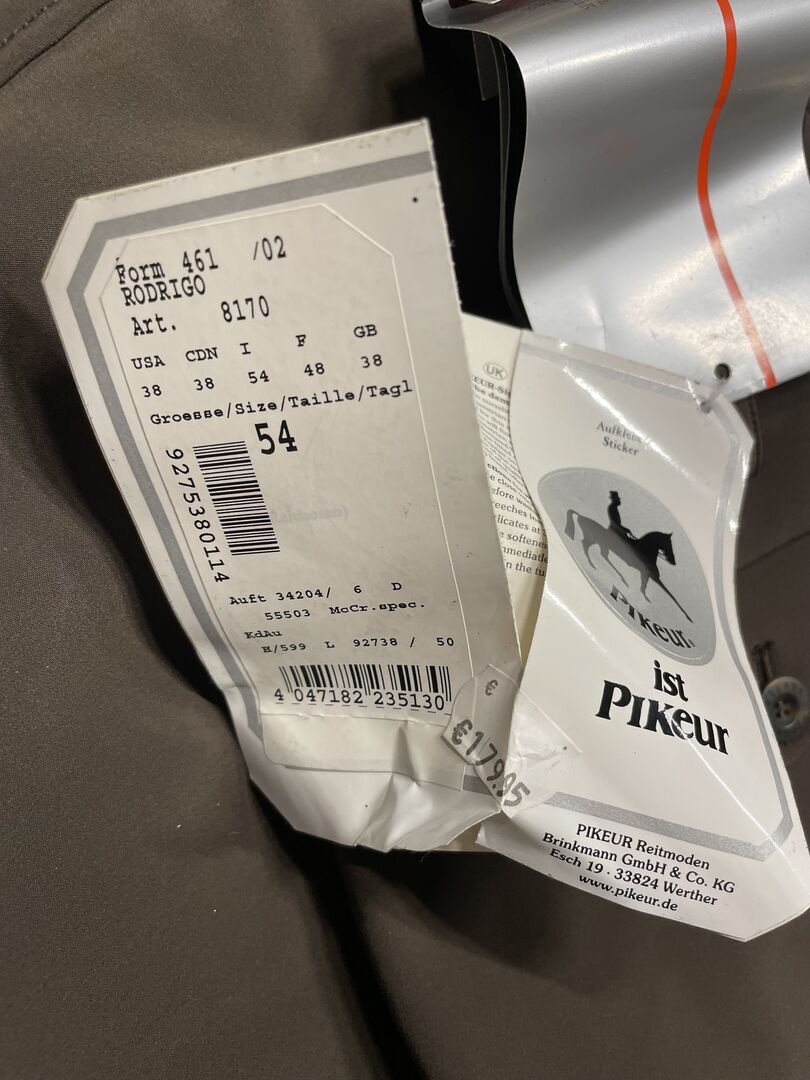 Form 461 /02
RODRIGO
Art. 8170
USA CDN I F GB
38 38 54 48 38
Groesse/Size/Taille/Tagl
54
9275380114
Auft 34204/ 6 D
55503 McCr.spec.
KdAu
H/599 L 92738 / 50
4 047182 235130
€
€179.95
UK
Aufkleber
Sticker
PIKEUR
ist
PIKEUR
PIKEUR Reitmoden
Brinkmann GmbH & Co. KG
Esch 19 · 33824 Werther
www.pikeur.de